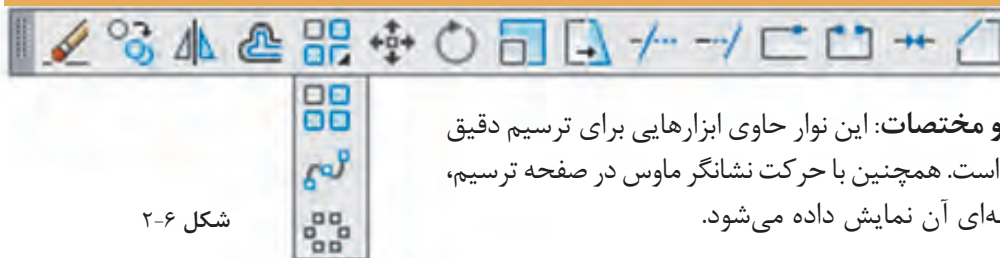 و مختصات: این نوار حاوی ابزارهایی برای ترسیم دقیق
است. همچنین با حرکت نشانگر ماوس در صفحه ترسیم،
آن نمایش داده می‌شود.
شکل ۶-۲